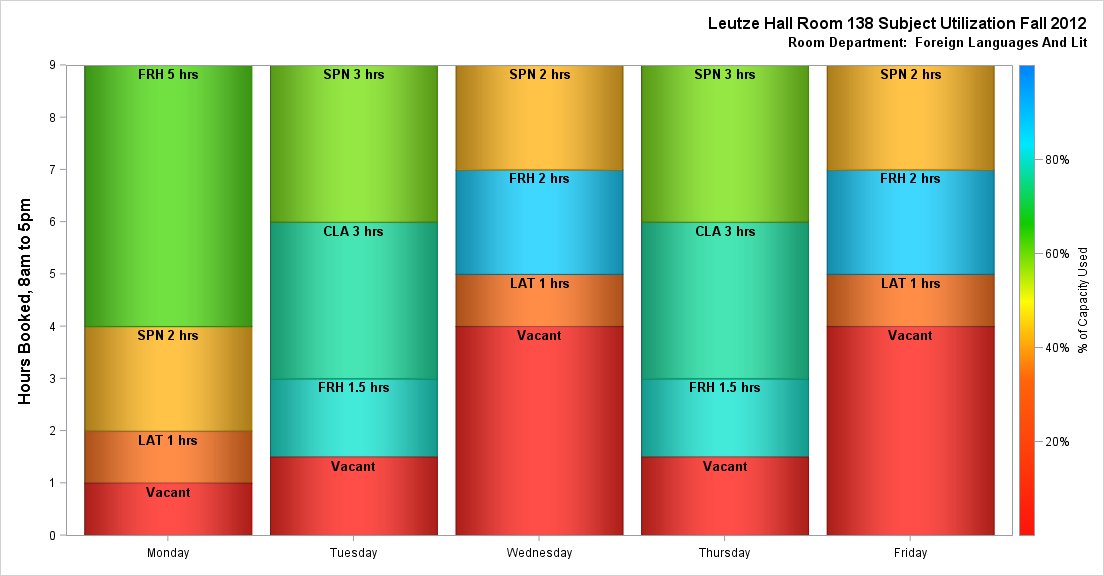 Leutze Hall Room 138 Subject Utilization Fall 2012
Room Department:  Foreign Languages And Lit
Hours Booked, 8am to 5pm
9
8
7
6
5
4
3
2
1
0
FRH 5 hrs
SPN 2 hrs
LAT 1 hrs
Vacant
SPN 3 hrs
CLA 3 hrs
FRH 1.5 hrs
Vacant
SPN 2 hrs
FRH 2 hrs
LAT 1 hrs
Vacant
SPN 3 hrs
CLA 3 hrs
FRH 1.5 hrs
Vacant
SPN 2 hrs
FRH 2 hrs
LAT 1 hrs
Vacant
Monday
Tuesday
Wednesday
Thursday
Friday
80%
60%
40%
20%
% of Capacity Used